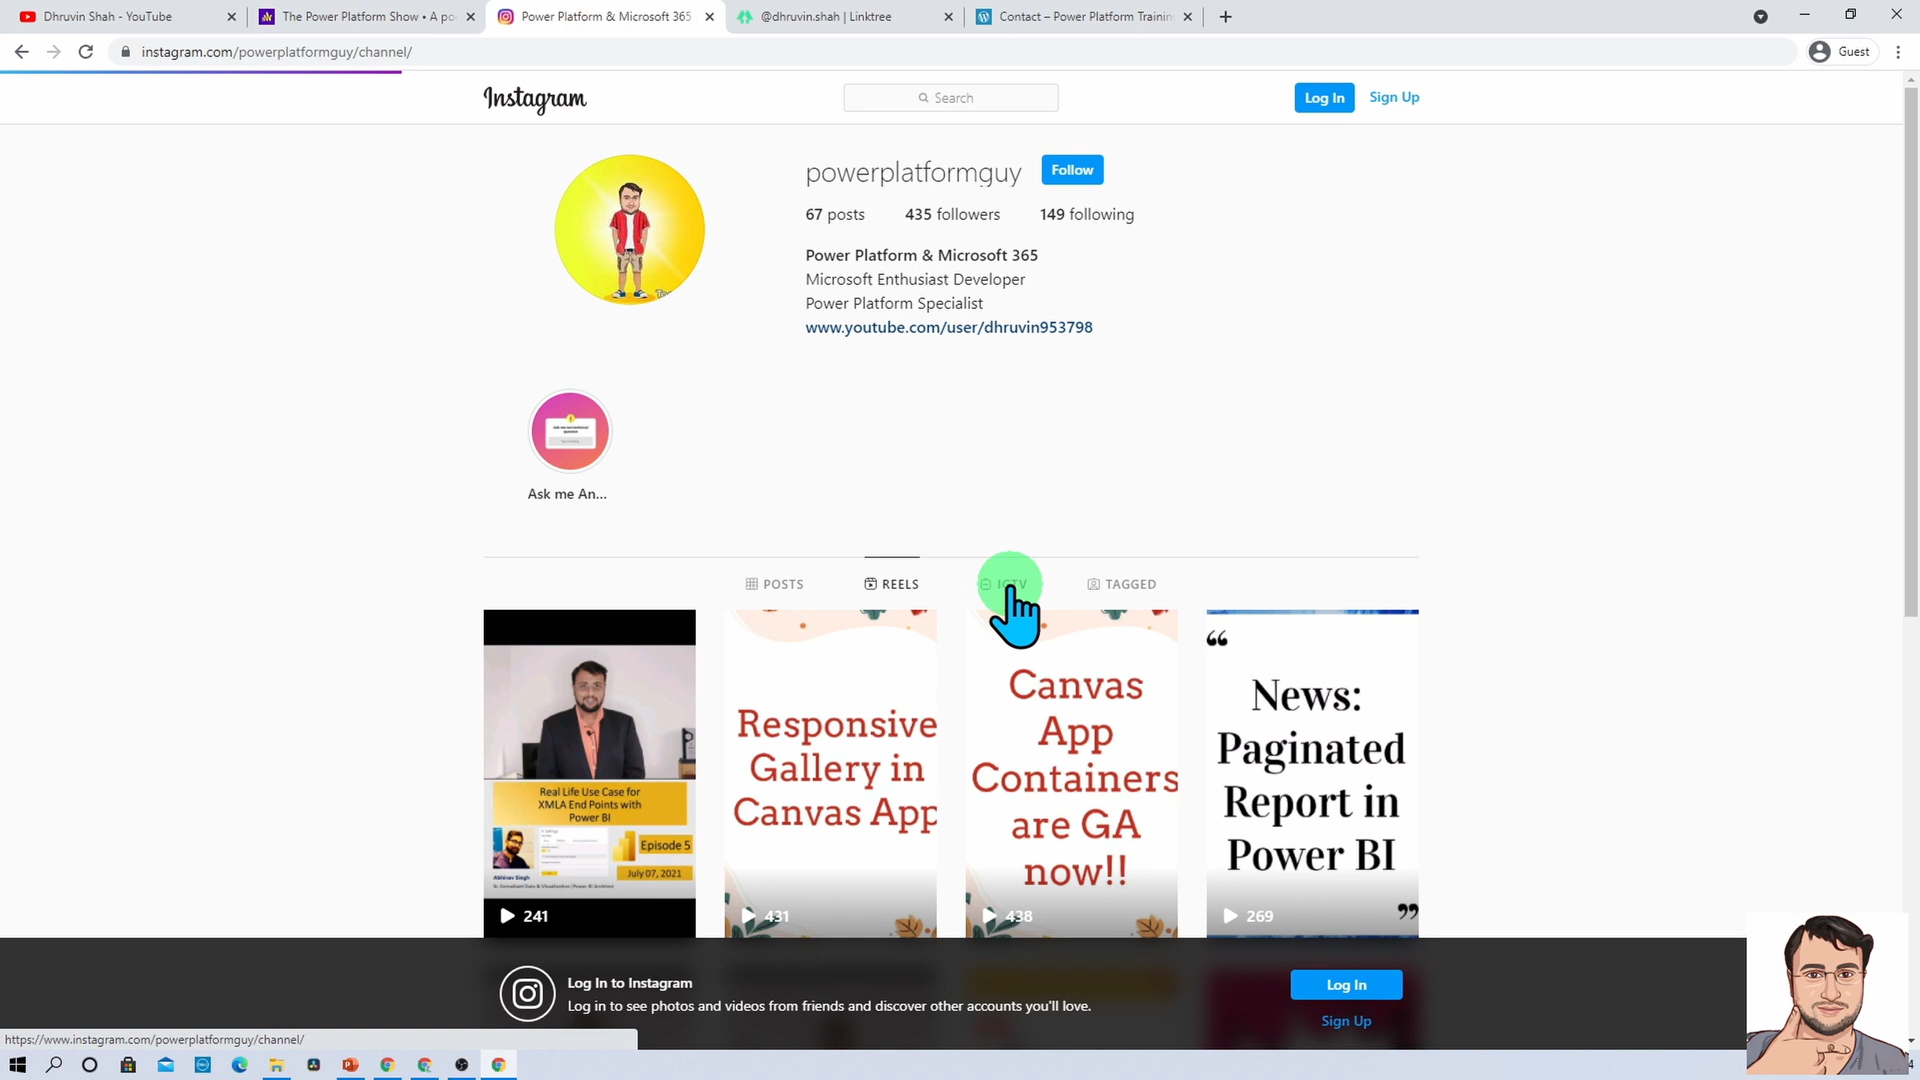 Dhruvin Shah - YouTube
The Power Platform Show • A po
Power Platform & Microsoft 365
@dhruvin.shah | Linktree
Contact – Power Platform Trainin
instagram.com/powerplatformguy/channel/
Guest
Instagram
Search
Log In
Sign Up
powerplatformguy
Follow
67 posts
435 followers
149 following
Power Platform & Microsoft 365
Microsoft Enthusiast Developer
Power Platform Specialist
www.youtube.com/user/dhruvin953798
Ask me An...
POSTS
REELS
IGTV
TAGGED
Real Life Use Case for
XMLA End Points with
Power BI
Episode 5
July 07, 2021
Abhinav Singh
241
Responsive
Gallery in
Canvas App
431
Canvas
App
Containers
are GA
now!!
438
“
News:
Paginated
Report in
Power BI
”
269
Log In to Instagram
Log in to see photos and videos from friends and discover other accounts you'll love.
Log In
Sign Up
https://www.instagram.com/powerplatformguy/channel/